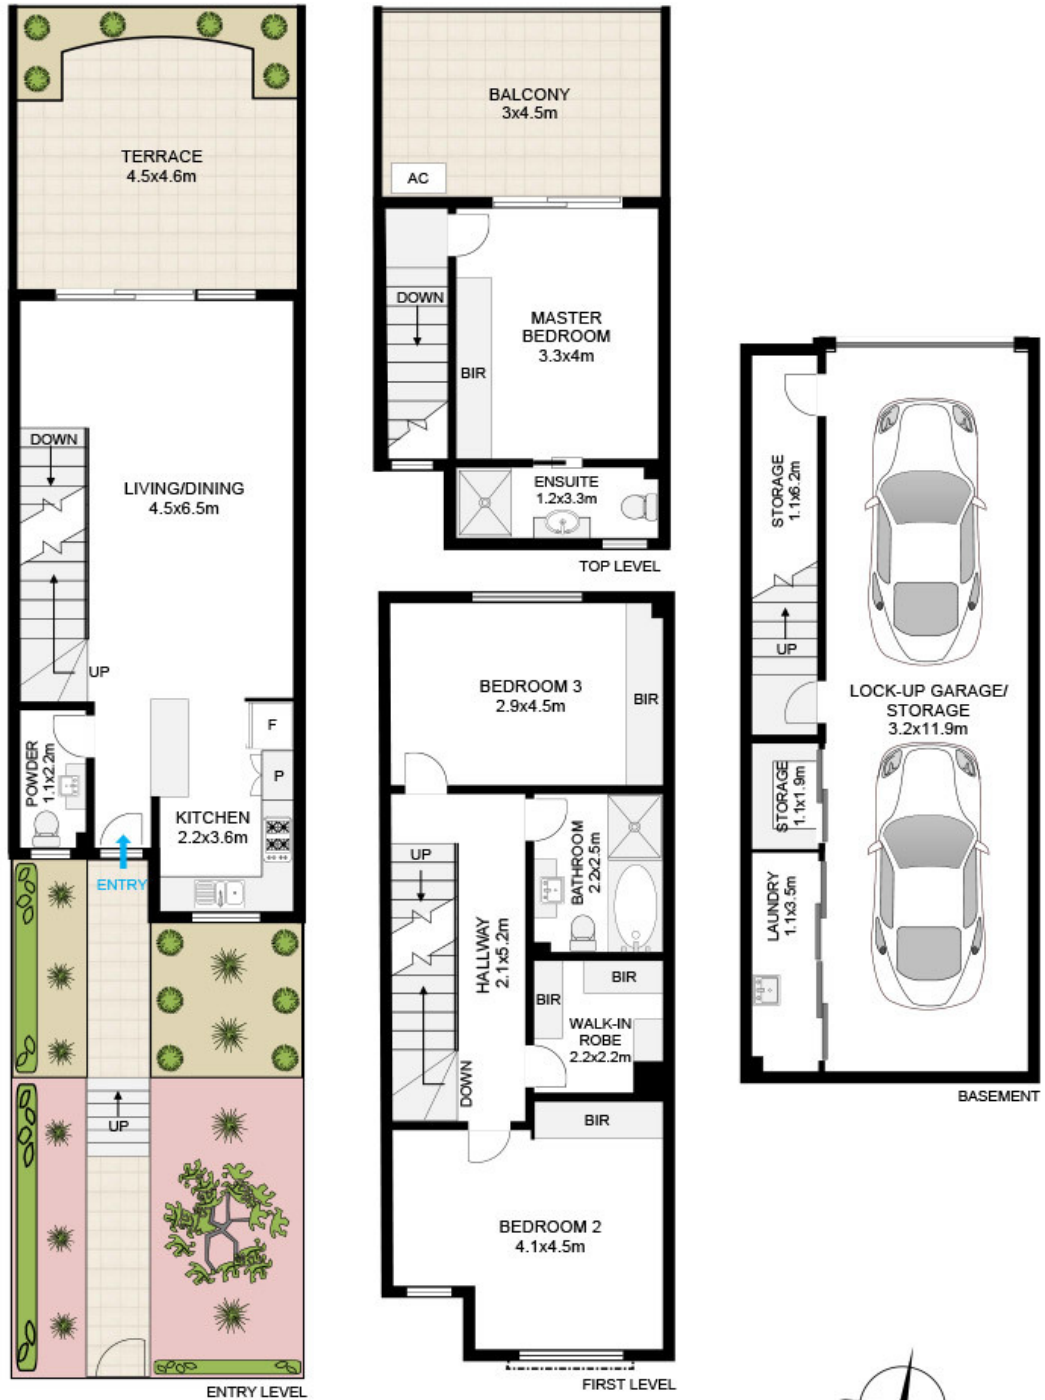 TERRACE
4.5x4.6m
DOWN
LIVING/DINING
4.5x6.5m
UP
POWDER
1.1x2.2m
F
P
KITCHEN
2.2x3.6m
ENTRY
UP
ENTRY LEVEL
BALCONY
3x4.5m
AC
DOWN
MASTER
BEDROOM
3.3x4m
BIR
ENSUITE
1.2x3.3m
TOP LEVEL
BEDROOM 3
2.9x4.5m
BIR
UP
BATHROOM
2.2x2.5m
HALLWAY
2.1x5.2m
BIR
BIR
WALK-IN
ROBE
2.2x2.2m
DOWN
BIR
BEDROOM 2
4.1x4.5m
FIRST LEVEL
STORAGE
1.1x6.2m
UP
LOCK-UP GARAGE/
STORAGE
3.2x11.9m
STORAGE
1.1x1.9m
LAUNDRY
1.1x3.5m
BASEMENT